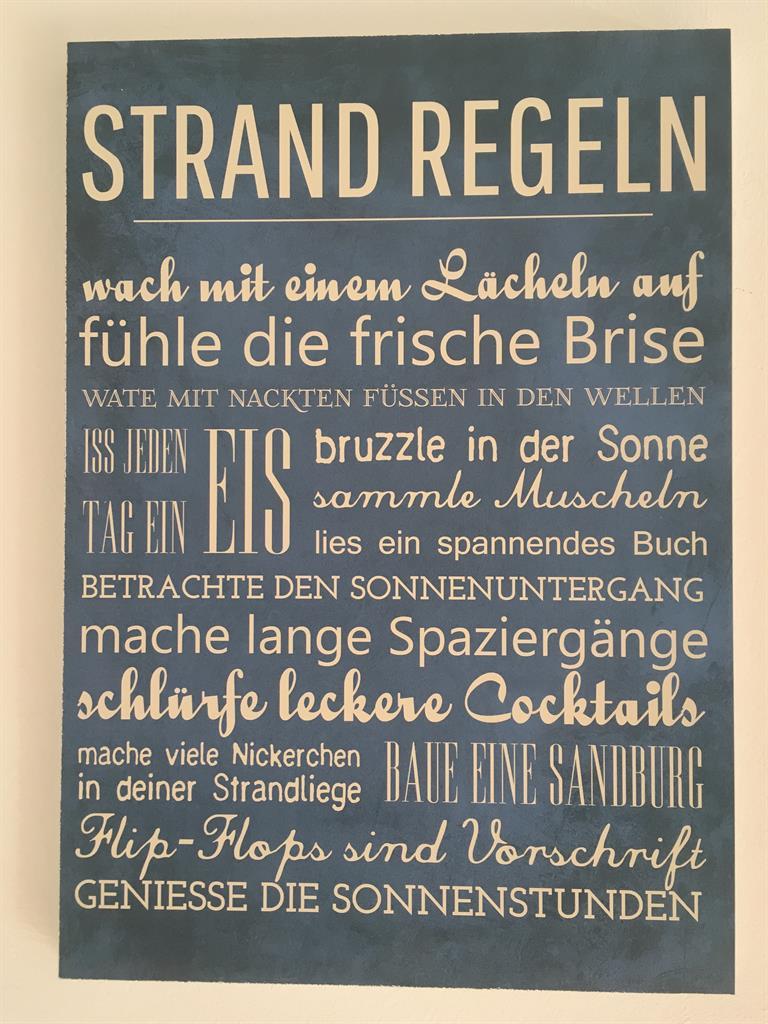 STRAND REGELN
wach mit einem Lächeln auf
fühle die frische Brise
WATE MIT NACKTEN FÜSSEN IN DEN WELLEN
ISS JEDEN
TAG EIN
EIS
bruzzle in der Sonne
sammle Muscheln
lies ein spannendes Buch
BETRACHTE DEN SONNENUNTERGANG
mache lange Spaziergänge
schlürfe leckere Cocktails
mache viele Nickerchen
in deiner Strandliege
BAUE EINE SANDBURG
Flip-Flops sind Vorschrift
GENIESSE DIE SONNENSTUNDEN